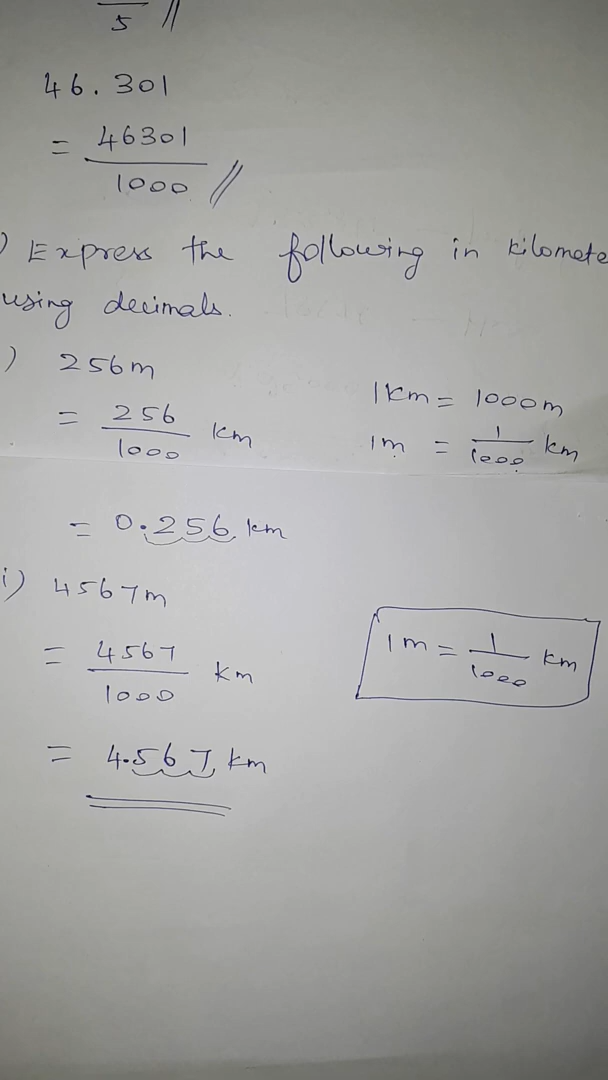 5 //
46.301
= 46301
1000 //
) Express the following in kilomete
using decimals.
) 256m
= 256
1000 km
1km = 1000m
1m = 1
1000 km
= 0.256 km
i) 4567m
= 4567
1000 km
1m = 1
1000 km
= 4.567 km